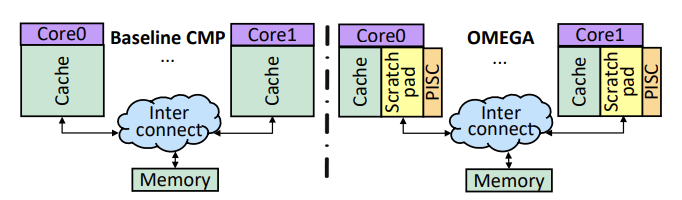 Core0
Baseline CMP
Core1
...
Cache
Cache
Inter
connect
Memory
Core0
OMEGA
Core1
...
Cache
Scratch
pad
PISC
Cache
Scratch
pad
PISC
Inter
connect
Memory